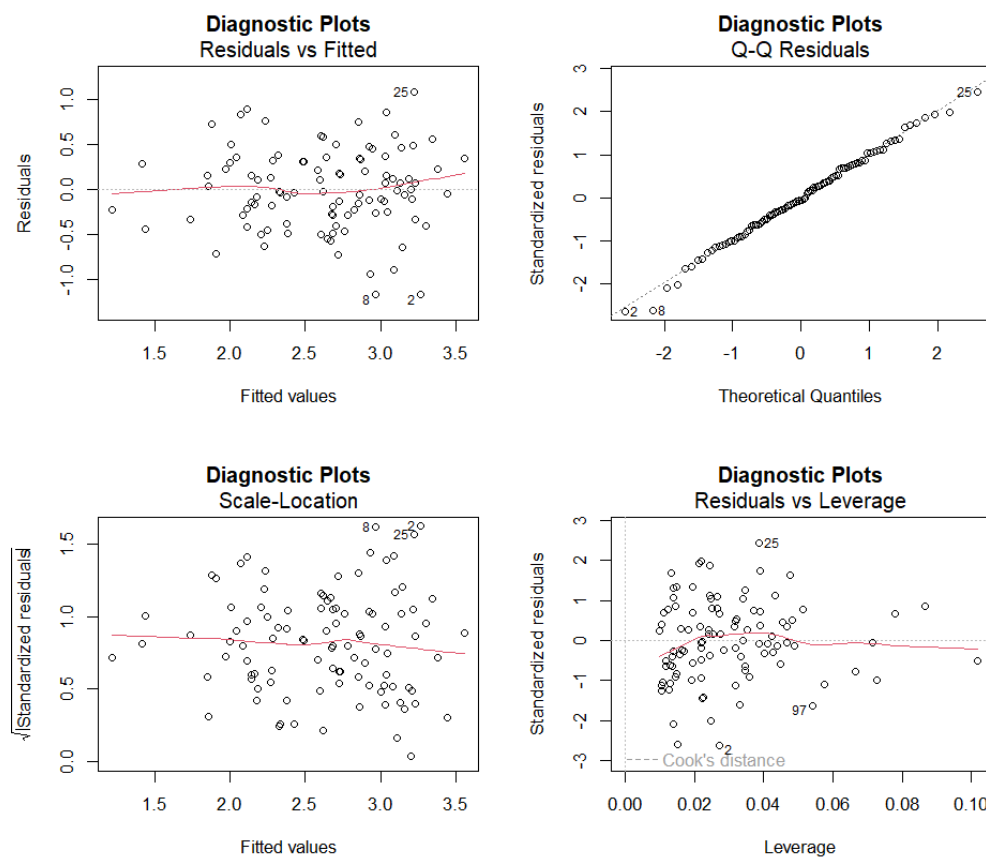 Diagnostic Plots
Residuals vs Fitted
Residuals
1.0
0.5
0.0
-0.5
-1.0
25
8
2
1.5 2.0 2.5 3.0 3.5
Fitted values
Diagnostic Plots
Q-Q Residuals
Standardized residuals
3
2
1
0
-1
-2
25
2
8
-2 -1 0 1 2
Theoretical Quantiles
Diagnostic Plots
Scale-Location
√|Standardized residuals|
1.5
1.0
0.5
0.0
8
2
25
1.5 2.0 2.5 3.0 3.5
Fitted values
Diagnostic Plots
Residuals vs Leverage
Standardized residuals
3
2
1
0
-1
-2
-3
25
97
2
Cook's distance
0.00 0.02 0.04 0.06 0.08 0.10
Leverage